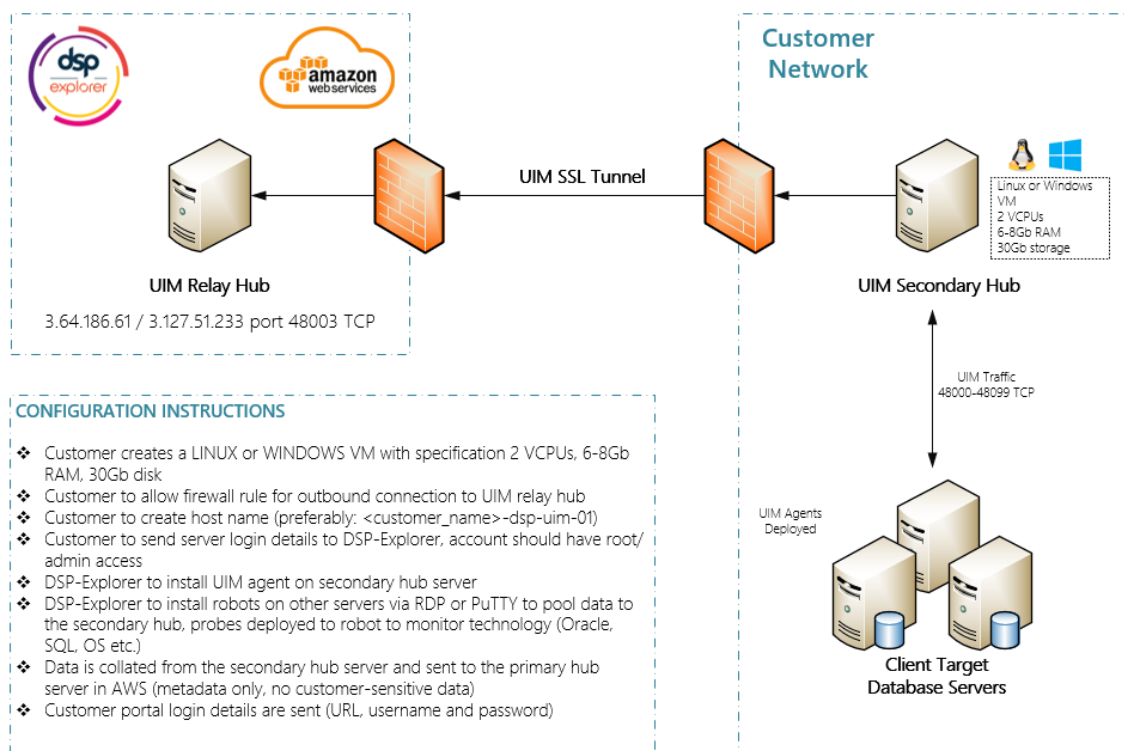 dsp
explorer
amazon
webservices
Customer
Network
UIM SSL Tunnel
Linux or Windows
VM
2 VCPUs
6-8Gb RAM
30Gb storage
UIM Relay Hub
UIM Secondary Hub
3.64.186.61 / 3.127.51.233 port 48003 TCP
UIM Traffic
48000-48099 TCP
CONFIGURATION INSTRUCTIONS
❖ Customer creates a LINUX or WINDOWS VM with specification 2 VCPUs, 6-8Gb
RAM, 30Gb disk
❖ Customer to allow firewall rule for outbound connection to UIM relay hub
❖ Customer to create host name (preferably: <customer_name>-dsp-uim-01)
❖ Customer to send server login details to DSP-Explorer, account should have root/
admin access
❖ DSP-Explorer to install UIM agent on secondary hub server
❖ DSP-Explorer to install robots on other servers via RDP or PuTTY to pool data to
the secondary hub, probes deployed to robot to monitor technology (Oracle,
SQL, OS etc.)
❖ Data is collated from the secondary hub server and sent to the primary hub
server in AWS (metadata only, no customer-sensitive data)
❖ Customer portal login details are sent (URL, username and password)
UIM Agents
Deployed
Client Target
Database Servers